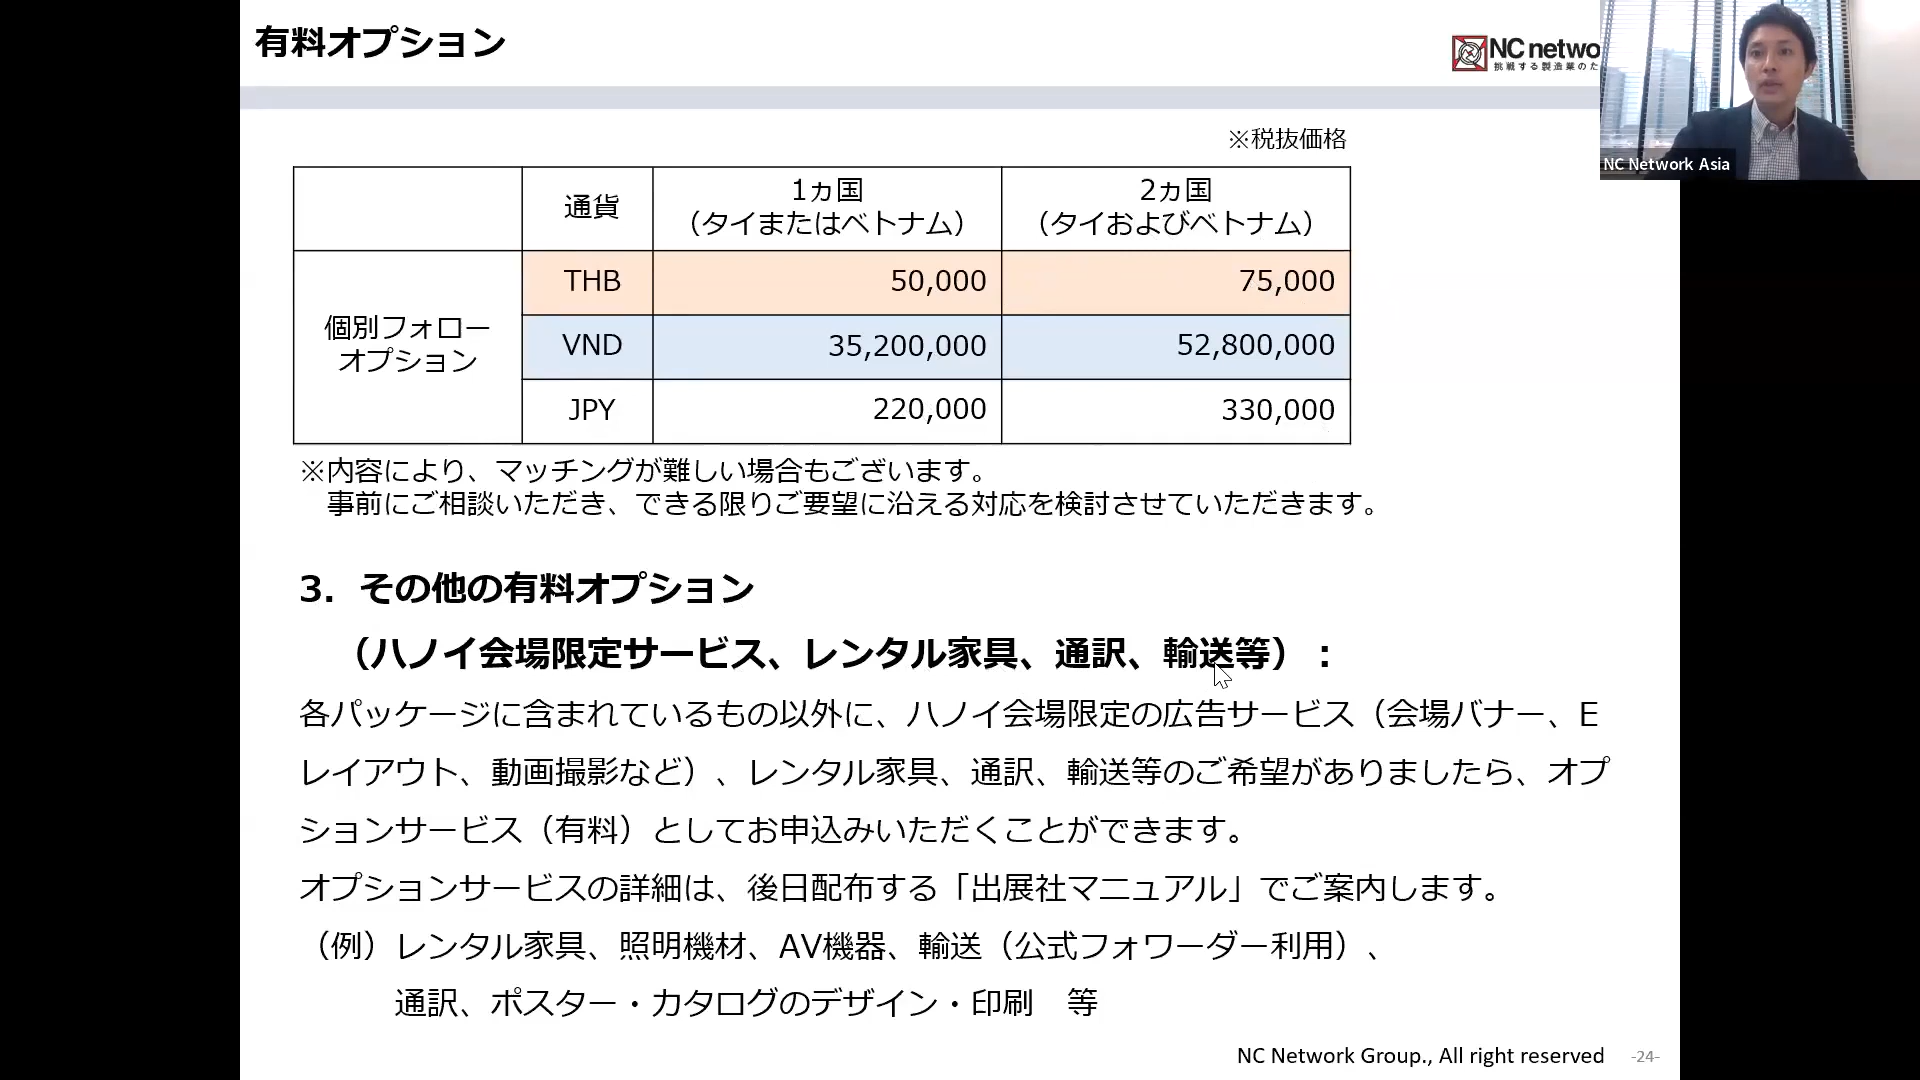 有料オプション
NC netwo
挑戦する製造業のた
NC Network Asia
※税抜価格
通貨
1ヵ国
（タイまたはベトナム）
2ヵ国
（タイおよびベトナム）
個別フォロー
オプション
THB 50,000 75,000
VND 35,200,000 52,800,000
JPY 220,000 330,000
※内容により、マッチングが難しい場合もございます。
事前にご相談いただき、できる限りご要望に沿える対応を検討させていただきます。
3. その他の有料オプション
（ハノイ会場限定サービス、レンタル家具、通訳、輸送等）：
各パッケージに含まれているもの以外に、ハノイ会場限定の広告サービス（会場バナー、E
レイアウト、動画撮影など）、レンタル家具、通訳、輸送等のご希望がありましたら、オプ
ションサービス（有料）としてお申込みいただくことができます。
オプションサービスの詳細は、後日配布する「出展社マニュアル」でご案内します。
（例）レンタル家具、照明機材、AV機器、輸送（公式フォワーダー利用）、
通訳、ポスター・カタログのデザイン・印刷　等
NC Network Group., All right reserved
-24-